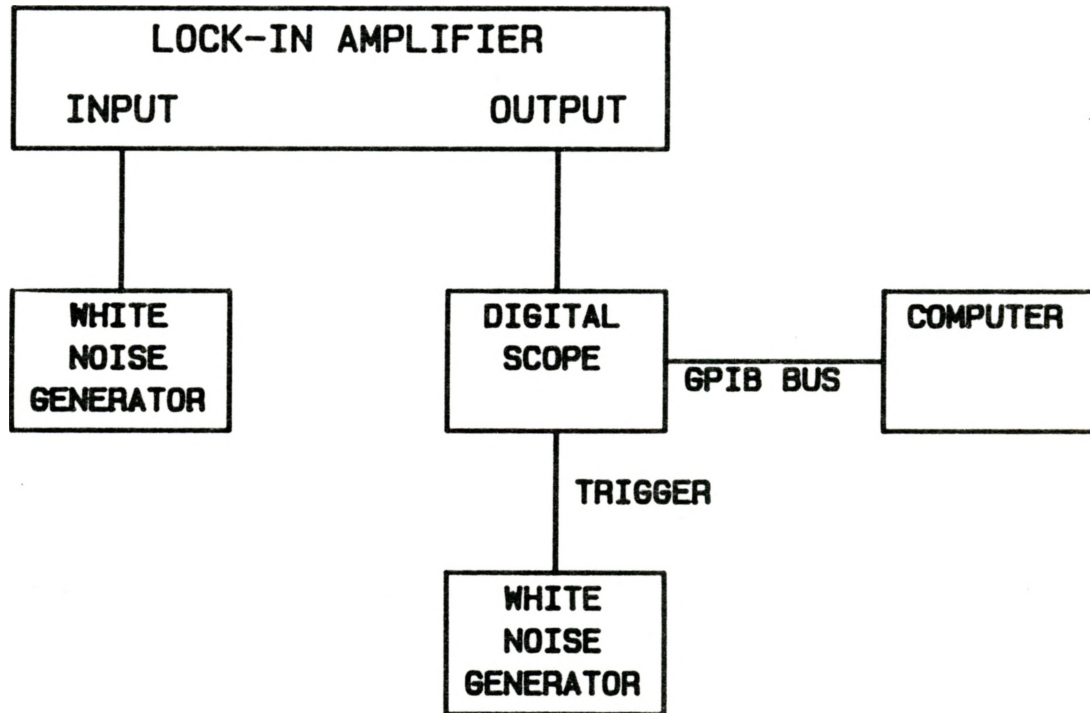 LOCK-IN AMPLIFIER
INPUT
OUTPUT
WHITE
NOISE
GENERATOR
DIGITAL
SCOPE
GPIB BUS
COMPUTER
TRIGGER
WHITE
NOISE
GENERATOR